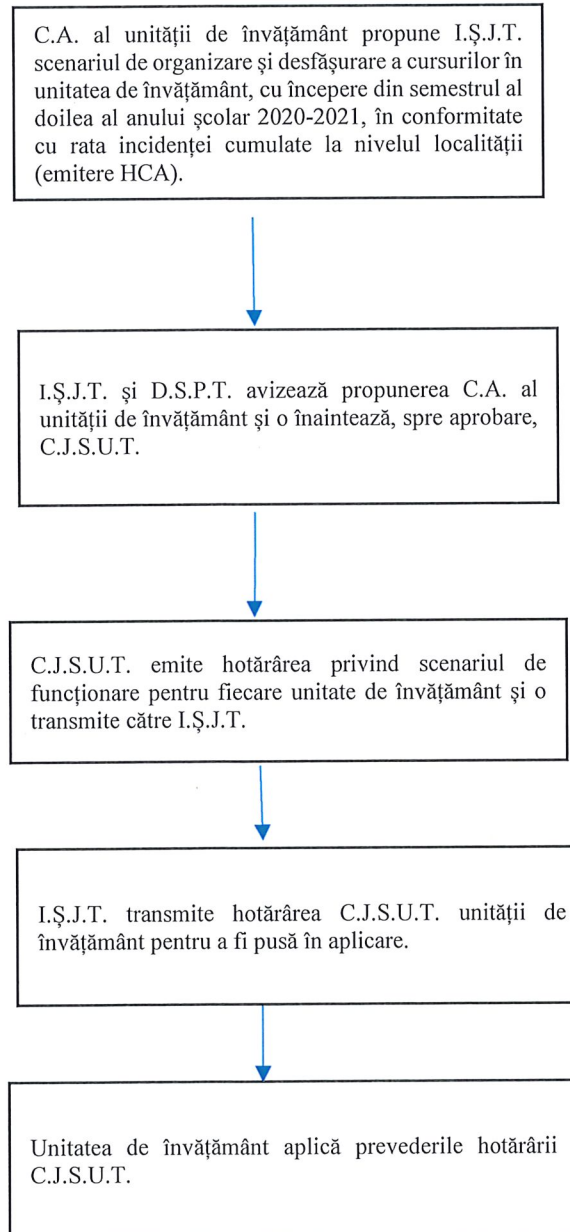 C.A. al unității de învățământ propune I.Ș.J.T.
scenariul de organizare și desfășurare a cursurilor în
unitatea de învățământ, cu începere din semestrul al
doilea al anului școlar 2020-2021, în conformitate
cu rata incidenței cumulate la nivelul localității
(emitere HCA).
I.Ș.J.T. și D.S.P.T. avizează propunerea C.A. al
unității de învățământ și o înaintează, spre aprobare,
C.J.S.U.T.
C.J.S.U.T. emite hotărârea privind scenariul de
funcționare pentru fiecare unitate de învățământ și o
transmite către I.Ș.J.T.
I.Ș.J.T. transmite hotărârea C.J.S.U.T. unității de
învățământ pentru a fi pusă în aplicare.
Unitatea de învățământ aplică prevederile hotărârii
C.J.S.U.T.